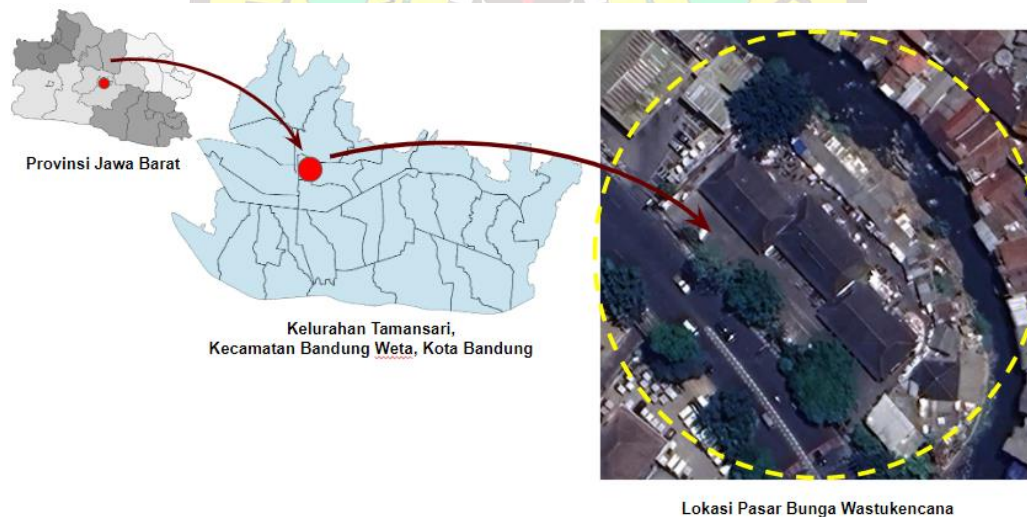 Provinsi Jawa Barat
Kelurahan Tamansari,
Kecamatan Bandung Weta, Kota Bandung
Lokasi Pasar Bunga Wastukencana